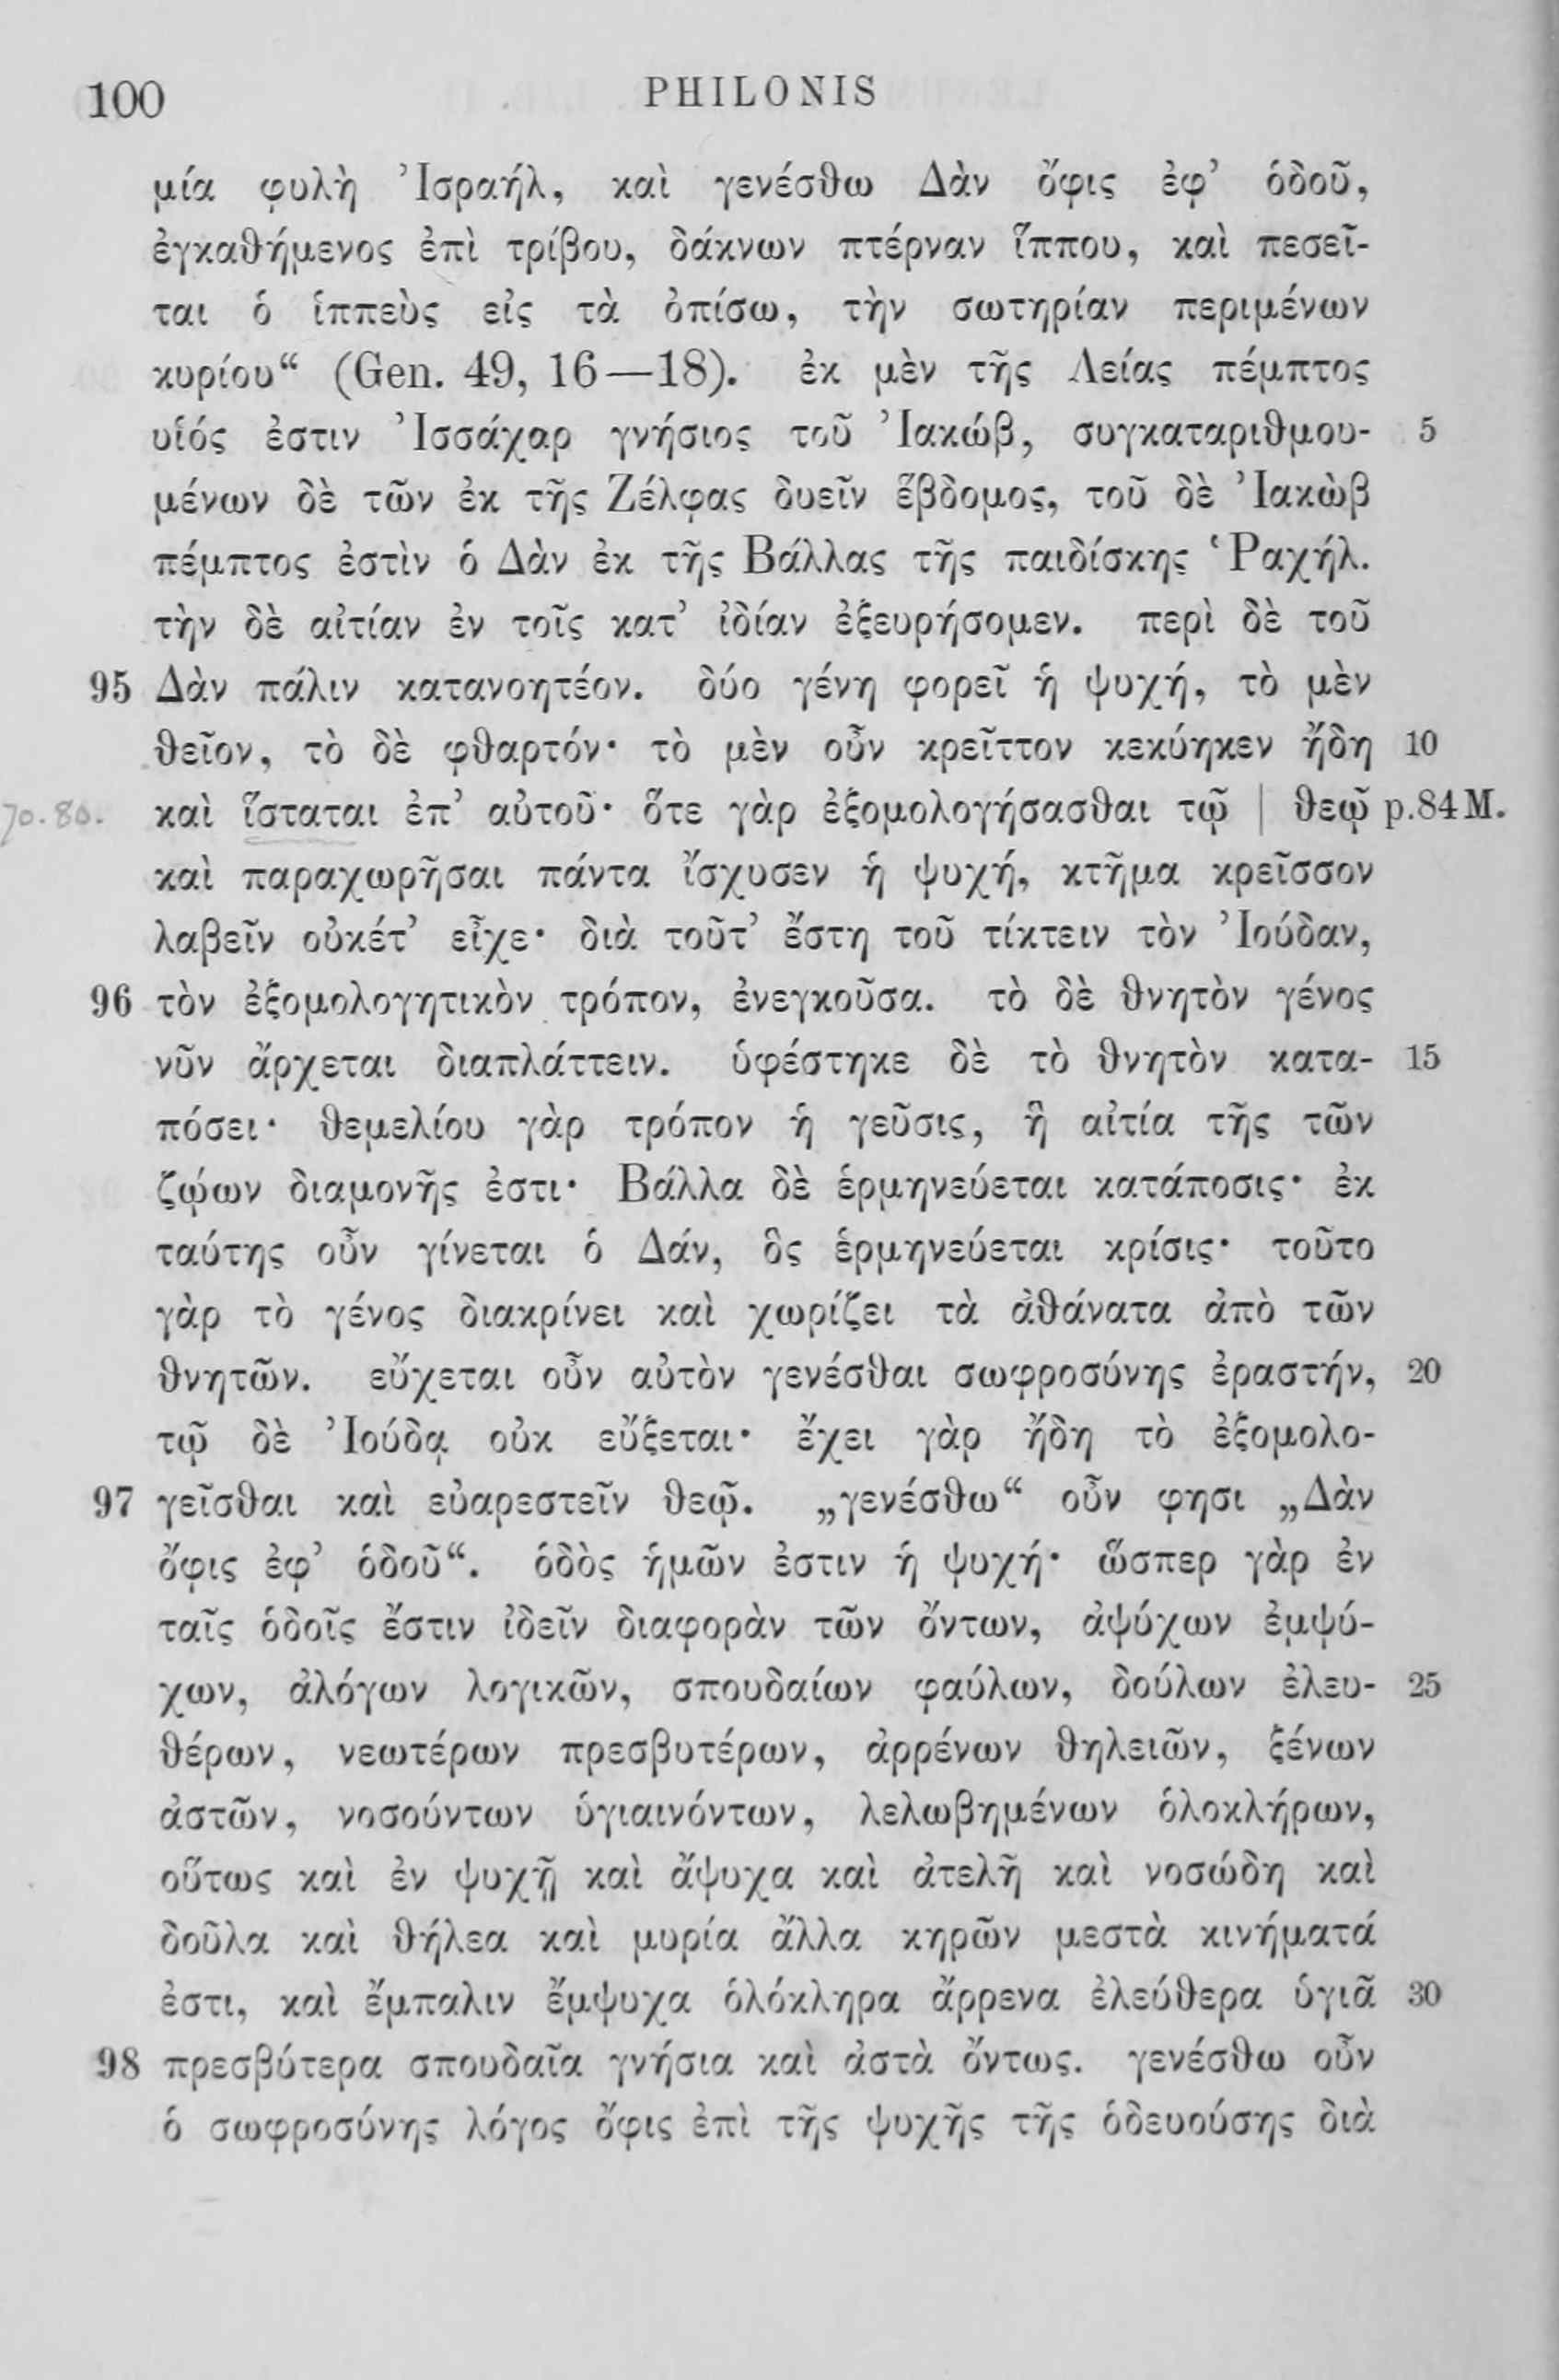 100 PHILONIS
μία φυλὴ Ἰσραήλ, καὶ γενέσθω Δὰν ὄφις ἐφ’ ὁδοῦ,
ἐγκαθήμενος ἐπὶ τρίβου, δάκνων πτέρναν ἵππου, καὶ πεσεῖ-
ται ὁ ἱππεὺς εἰς τὰ ὀπίσω, τὴν σωτηρίαν περιμένων
κυρίου“ (Gen. 49, 16—18). ἐκ μὲν τῆς Λείας πέμπτος
υἱός ἐστιν Ἰσσάχαρ γνήσιος τοῦ Ἰακώβ, συγκαταριθμου- 5
μένων δὲ τῶν ἐκ τῆς Ζέλφας δυεῖν ἕβδομος, τοῦ δὲ Ἰακὼβ
πέμπτος ἐστὶν ὁ Δὰν ἐκ τῆς Βάλλας τῆς παιδίσκης Ῥαχήλ.
τὴν δὲ αἰτίαν ἐν τοῖς κατ’ ἰδίαν ἐξευρήσομεν. περὶ δὲ τοῦ
95 Δὰν πάλιν κατανοητέον. δύο γένη φορεῖ ἡ ψυχή, τὸ μὲν
θεῖον, τὸ δὲ φθαρτόν· τὸ μὲν οὖν κρεῖττον κεκύηκεν ἤδη 10
70.80. καὶ ἵσταται ἐπ’ αὐτοῦ· ὅτε γὰρ ἐξομολογήσασθαι τῷ | θεῷ p.84 M.
καὶ παραχωρῆσαι πάντα ἴσχυσεν ἡ ψυχή, κτῆμα κρεῖσσον
λαβεῖν οὐκέτ’ εἶχε· διὰ τοῦτ’ ἔστη τοῦ τίκτειν τὸν Ἰούδαν,
96 τὸν ἐξομολογητικὸν τρόπον, ἐνεγκοῦσα. τὸ δὲ θνητὸν γένος
νῦν ἄρχεται διαπλάττειν. ὑφέστηκε δὲ τὸ θνητὸν κατα- 15
πόσει· θεμελίου γὰρ τρόπον ἡ γεῦσις, ἣ αἰτία τῆς τῶν
ζῴων διαμονῆς ἐστι· Βάλλα δὲ ἑρμηνεύεται κατάποσις· ἐκ
ταύτης οὖν γίνεται ὁ Δάν, ὃς ἑρμηνεύεται κρίσις· τοῦτο
γὰρ τὸ γένος διακρίνει καὶ χωρίζει τὰ ἀθάνατα ἀπὸ τῶν
θνητῶν. εὔχεται οὖν αὐτὸν γενέσθαι σωφροσύνης ἐραστήν, 20
τῷ δὲ Ἰούδᾳ οὐκ εὔξεται· ἔχει γὰρ ἤδη τὸ ἐξομολο-
97 γεῖσθαι καὶ εὐαρεστεῖν θεῷ. „γενέσθω“ οὖν φησι „Δὰν
ὄφις ἐφ’ ὁδοῦ“. ὁδὸς ἡμῶν ἐστιν ἡ ψυχή· ὥσπερ γὰρ ἐν
ταῖς ὁδοῖς ἔστιν ἰδεῖν διαφορὰν τῶν ὄντων, ἀψύχων ἐμψύ-
χων, ἀλόγων λογικῶν, σπουδαίων φαύλων, δούλων ἐλευ- 25
θέρων, νεωτέρων πρεσβυτέρων, ἀρρένων θηλειῶν, ξένων
ἀστῶν, νοσούντων ὑγιαινόντων, λελωβημένων ὁλοκλήρων,
οὕτως καὶ ἐν ψυχῇ καὶ ἄψυχα καὶ ἀτελῆ καὶ νοσώδη καὶ
δοῦλα καὶ θήλεα καὶ μυρία ἄλλα κηρῶν μεστὰ κινήματά
ἐστι, καὶ ἔμπαλιν ἔμψυχα ὁλόκληρα ἄρρενα ἐλεύθερα ὑγιᾶ 30
98 πρεσβύτερα σπουδαῖα γνήσια καὶ ἀστὰ ὄντως. γενέσθω οὖν
ὁ σωφροσύνης λόγος ὄφις ἐπὶ τῆς ψυχῆς τῆς ὁδευούσης διὰ